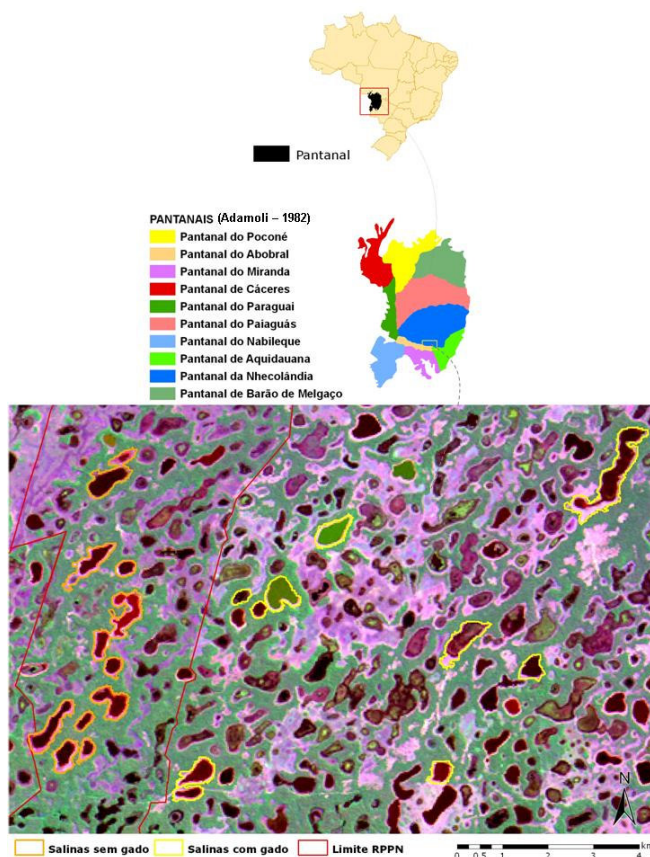 Pantanal
PANTANAIS (Adamoli – 1982)
Pantanal do Poconé
Pantanal do Abobral
Pantanal do Miranda
Pantanal de Cáceres
Pantanal do Paraguai
Pantanal do Paiaguás
Pantanal do Nabileque
Pantanal de Aquidauana
Pantanal da Nhecolândia
Pantanal de Barão de Melgaço
N
Salinas sem gado Salinas com gado Limite RPPN km
0 0.5 1 2 3 4